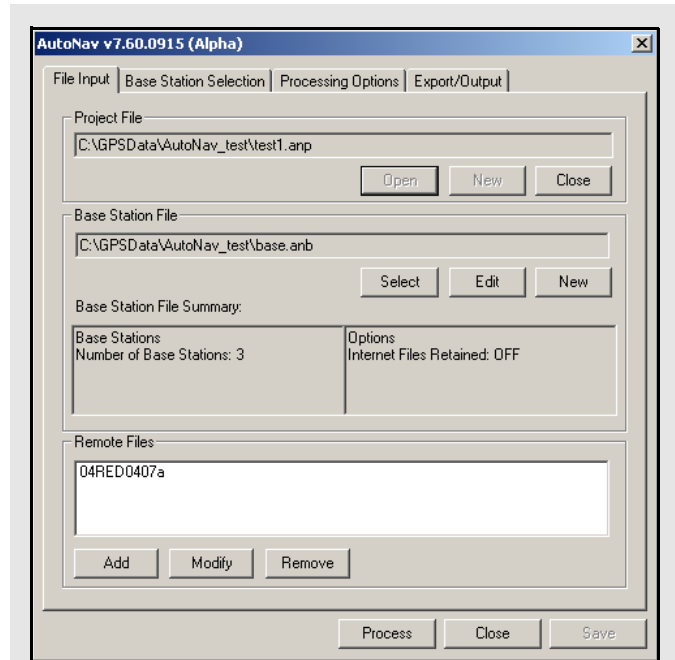 AutoNav v7.60.0915 (Alpha)
File Input Base Station Selection Processing Options Export/Output
Project File
C:\GPSData\AutoNav_test\test1.anp
Open New Close
Base Station File
C:\GPSData\AutoNav_test\base.anb
Select Edit New
Base Station File Summary:
Base Stations Options
Number of Base Stations: 3 Internet Files Retained: OFF
Remote Files
04RED0407a
Add Modify Remove
Process Close Save